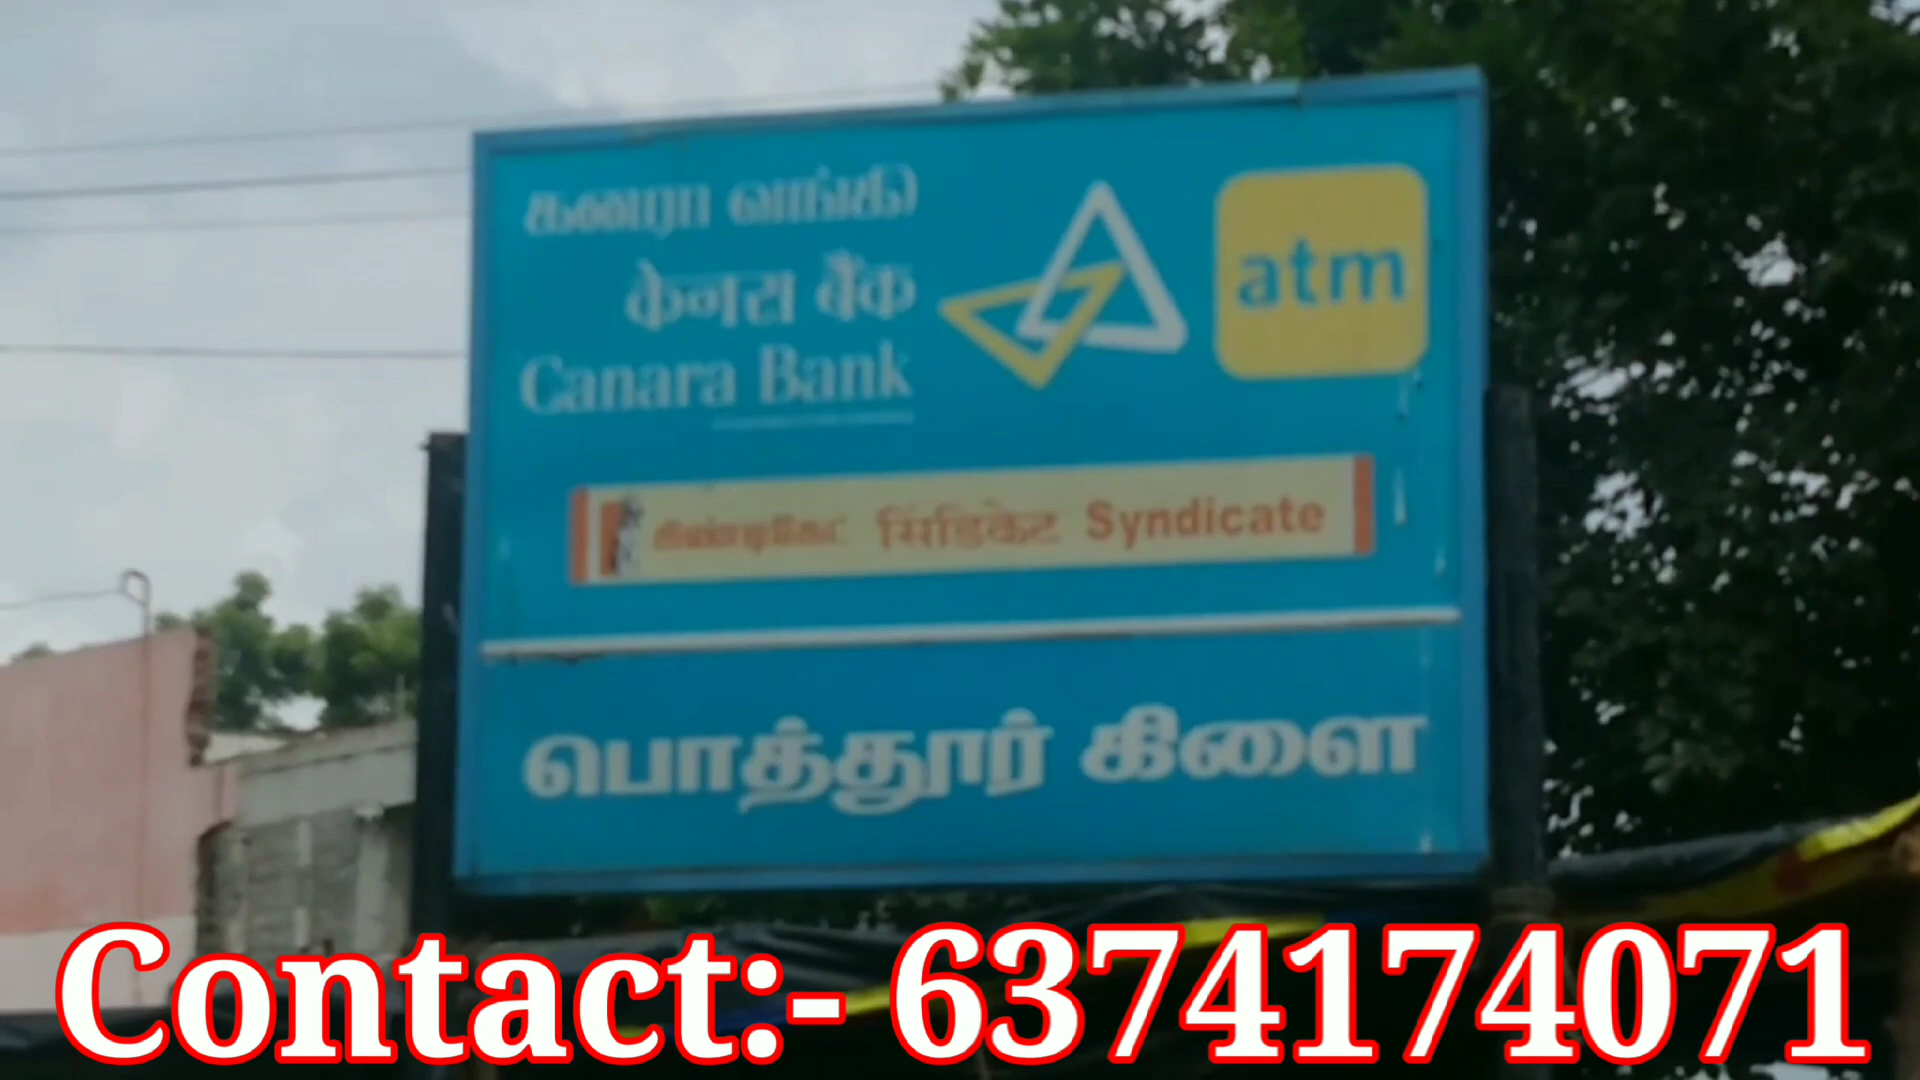 கனரா வங்கி
केनरा बैंक
Canara Bank
atm
சிண்டிகேட் सिंडिकेट Syndicate
பொத்தூர் கிளை
Contact:- 6374174071